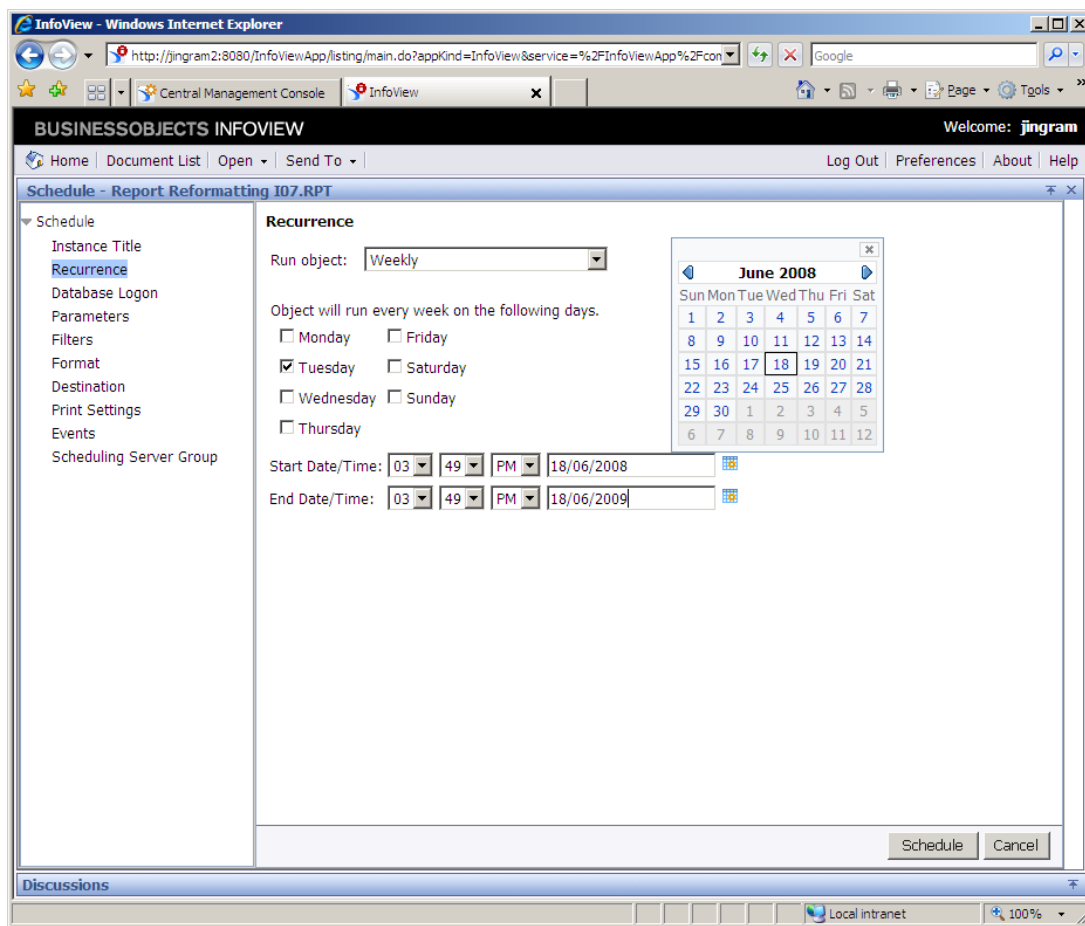 InfoView - Windows Internet Explorer
http://jingram2:8080/InfoViewApp/listing/main.do?appKind=InfoView&service=%2FInfoViewApp%2Fcon
Google
Central Management Console
InfoView
Page
Tools
BUSINESSOBJECTS INFOVIEW
Welcome: jingram
Home Document List Open Send To
Log Out Preferences About Help
Schedule - Report Reformatting I07.RPT
Schedule
Instance Title
Recurrence
Database Logon
Parameters
Filters
Format
Destination
Print Settings
Events
Scheduling Server Group
Recurrence
Run object: Weekly
Object will run every week on the following days.
Monday Friday
Tuesday Saturday
Wednesday Sunday
Thursday
Start Date/Time: 03 49 PM 18/06/2008
End Date/Time: 03 49 PM 18/06/2009
June 2008
Sun Mon Tue Wed Thu Fri Sat
1 2 3 4 5 6 7
8 9 10 11 12 13 14
15 16 17 18 19 20 21
22 23 24 25 26 27 28
29 30 1 2 3 4 5
6 7 8 9 10 11 12
Schedule Cancel
Discussions
Local intranet
100%